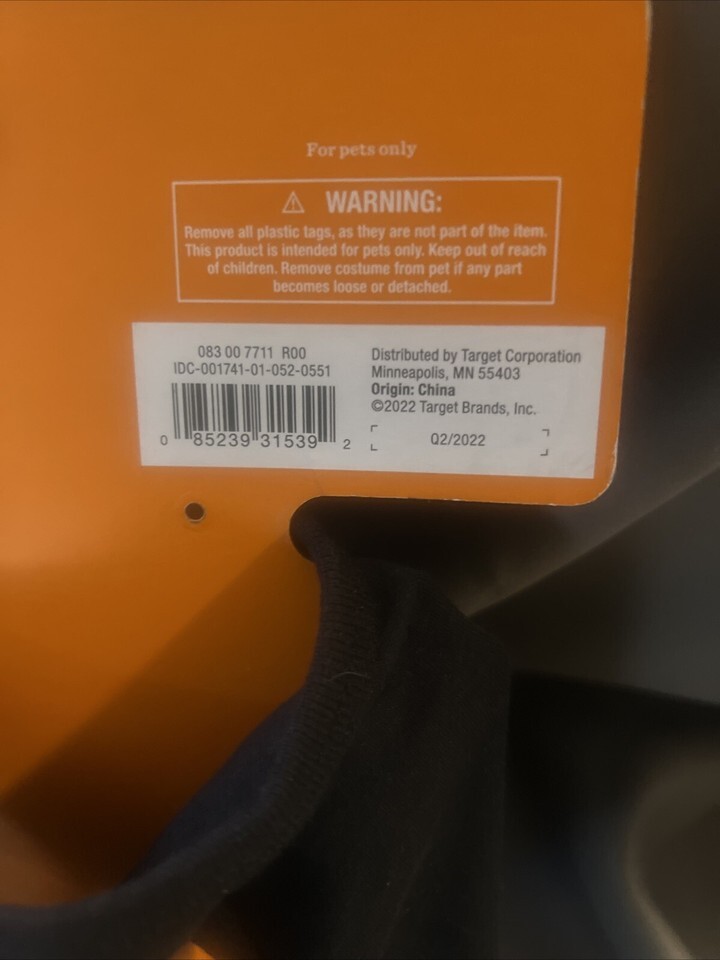 For pets only
⚠ WARNING:
Remove all plastic tags, as they are not part of the item.
This product is intended for pets only. Keep out of reach
of children. Remove costume from pet if any part
becomes loose or detached.
083 00 7711 R00
IDC-001741-01-052-0551
0 85239 31539 2
Distributed by Target Corporation
Minneapolis, MN 55403
Origin: China
©2022 Target Brands, Inc.
Q2/2022